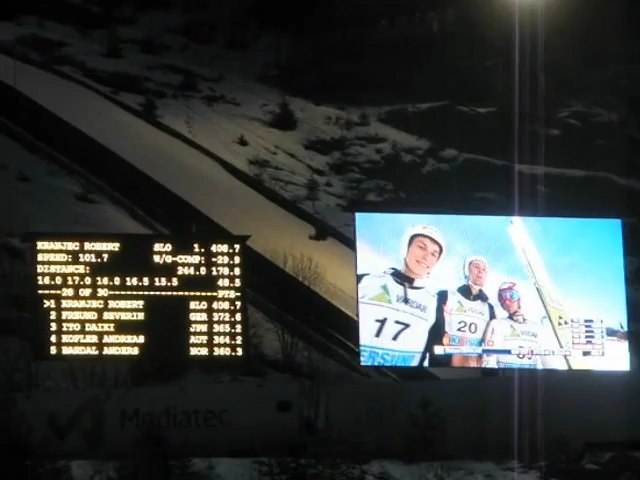 KRANJEC ROBERT SLO 1. 408.7
SPEED: 101.7 W/G-COMP: -29.9
DISTANCE: 244.0 178.8
16.0 17.0 16.0 16.5 15.5 48.5
--26 OF 30--PTS-
>1 KRANJEC ROBERT SLO 408.7
2 FREUND SEVERIN GER 372.6
3 ITO DAIKI JPN 365.2
4 KOFLER ANDREAS AUT 364.2
5 BARDAL ANDERS NOR 360.3
17
20
Mediatec